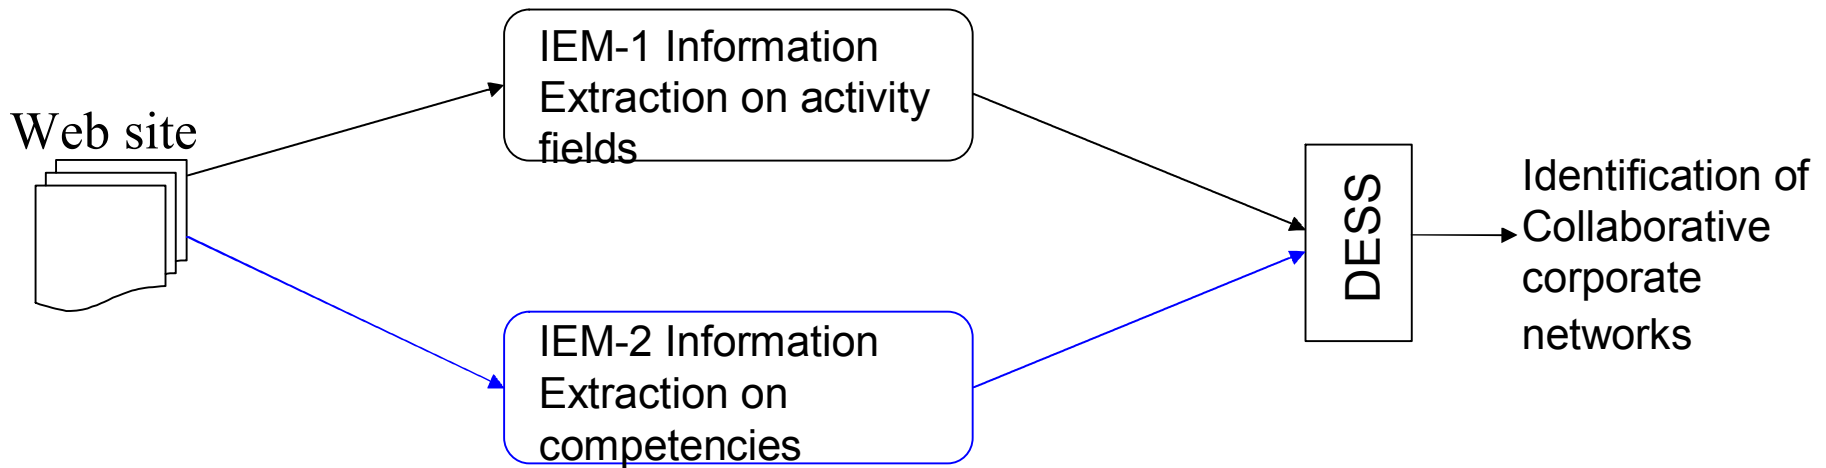 Web site
IEM-1 Information
Extraction on activity
fields
IEM-2 Information
Extraction on
competencies
DESS
Identification of
Collaborative
corporate
networks